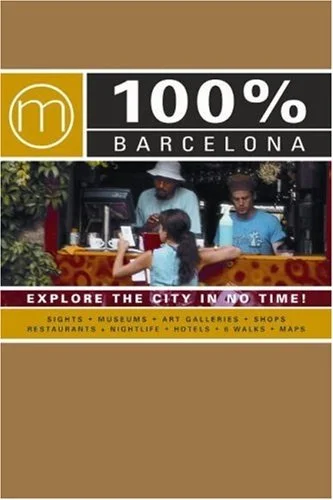 m
100%
BARCELONA
EXPLORE THE CITY IN NO TIME!
SIGHTS • MUSEUMS • ART GALLERIES • SHOPS
RESTAURANTS • NIGHTLIFE • HOTELS • 6 WALKS • MAPS